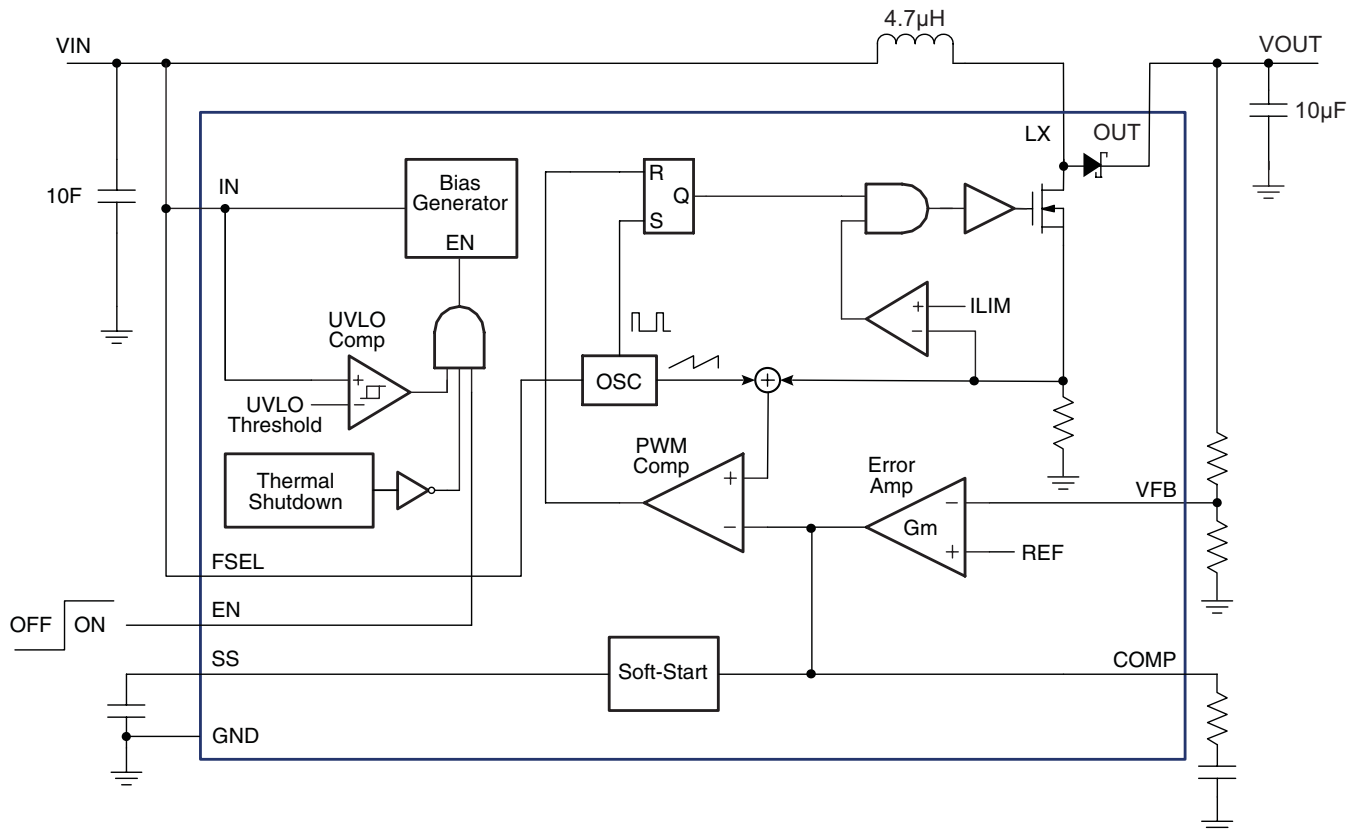 4.7µH
VIN
VOUT
10µF
LX
OUT
IN
10F
Bias
Generator
EN
R
Q
S
ILIM
+
−
UVLO
Comp
+
−
UVLO
Threshold
OSC
+
Thermal
Shutdown
PWM
Comp
+
−
Error
Amp
Gm
−
+
VFB
REF
FSEL
OFF
ON
EN
SS
Soft-Start
COMP
GND